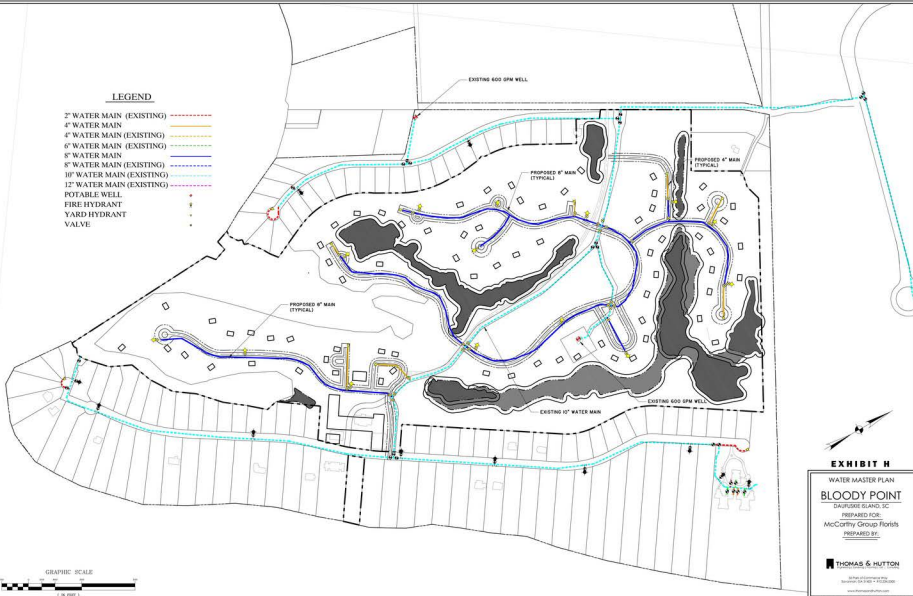 EXISTING 600 GPM WELL
LEGEND
2" WATER MAIN (EXISTING)
4" WATER MAIN
4" WATER MAIN (EXISTING)
6" WATER MAIN (EXISTING)
8" WATER MAIN
8" WATER MAIN (EXISTING)
10" WATER MAIN (EXISTING)
12" WATER MAIN (EXISTING)
POTABLE WELL
FIRE HYDRANT
YARD HYDRANT
VALVE
PROPOSED 4" MAIN
(TYPICAL)
PROPOSED 8" MAIN
(TYPICAL)
PROPOSED 8" MAIN
(TYPICAL)
EXISTING 600 GPM WELL
EXISTING 10" WATER MAIN
EXHIBIT H
WATER MASTER PLAN
BLOODY POINT
DAUFUSKIE ISLAND, SC
PREPARED FOR:
McCarthy Group Florists
PREPARED BY:
THOMAS & HUTTON
GRAPHIC SCALE
( IN FEET )